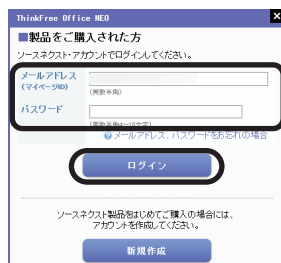 ThinkFree Office NEO
■製品をご購入された方
ソースネクスト・アカウントでログインしてください。
メールアドレス
(マイページID)
(英数半角)
パスワード
(英数半角4~16文字)
メールアドレス、パスワードをお忘れの場合
ログイン
ソースネクスト製品をはじめてご購入の場合には、
アカウントを作成してください。
新規作成